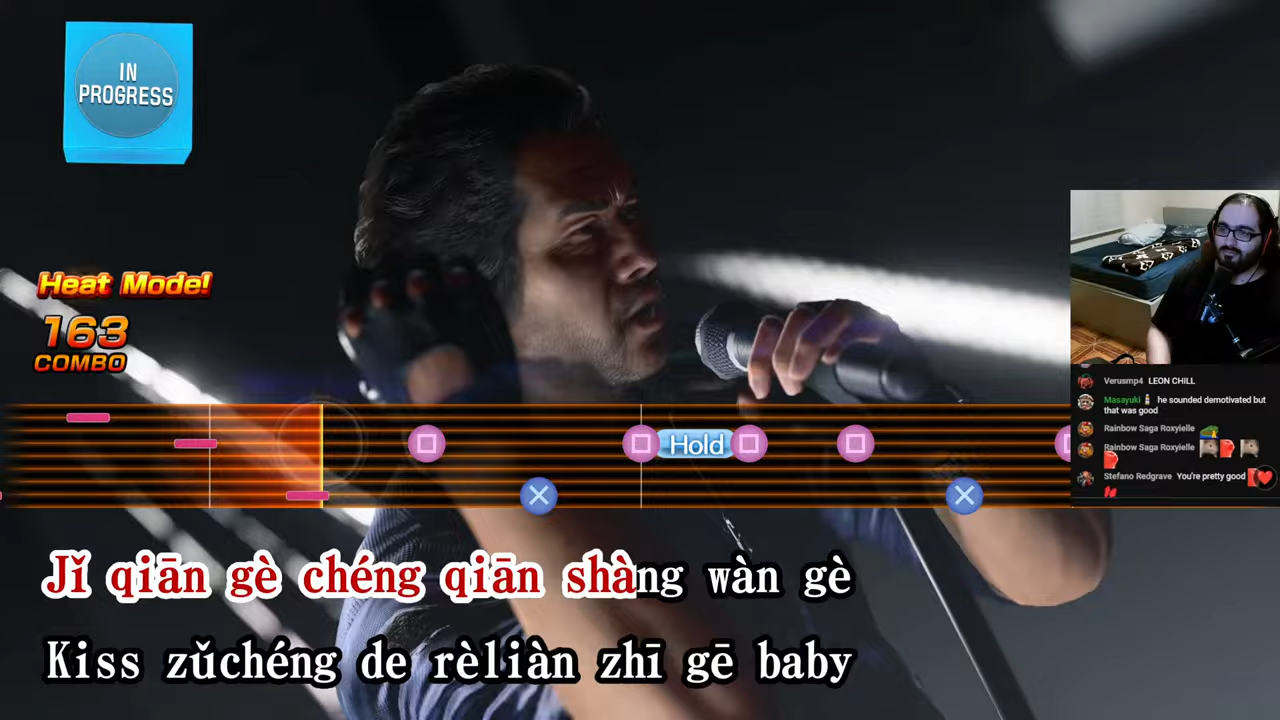 IN
PROGRESS
Heat Mode!
163
COMBO
Hold
Verusmp4 LEON CHILL
Masayuki he sounded demotivated but
that was good
Rainbow Saga Roxyielle
Rainbow Saga Roxyielle
Stefano Redgrave You're pretty good
Jǐ qiān gè chéng qiān shàng wàn gè
Kiss zǔchéng de rèliàn zhī gē baby